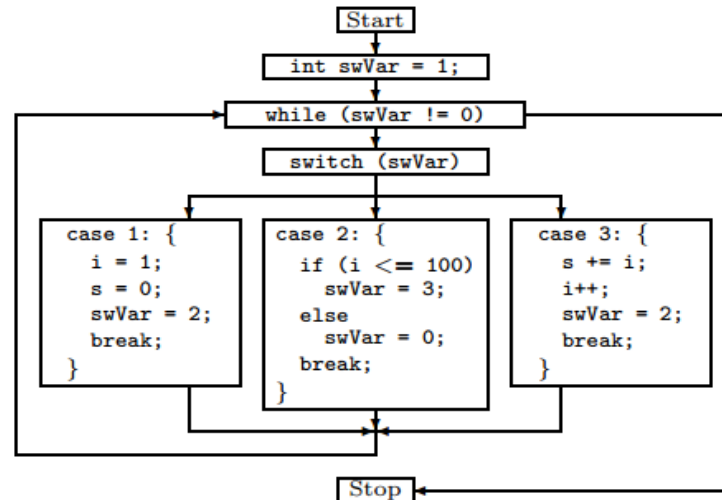 Start
int swVar = 1;
while (swVar != 0)
switch (swVar)
case 1: {
i = 1;
s = 0;
swVar = 2;
break;
}
case 2: {
if (i <= 100)
swVar = 3;
else
swVar = 0;
break;
}
case 3: {
s += i;
i++;
swVar = 2;
break;
}
Stop